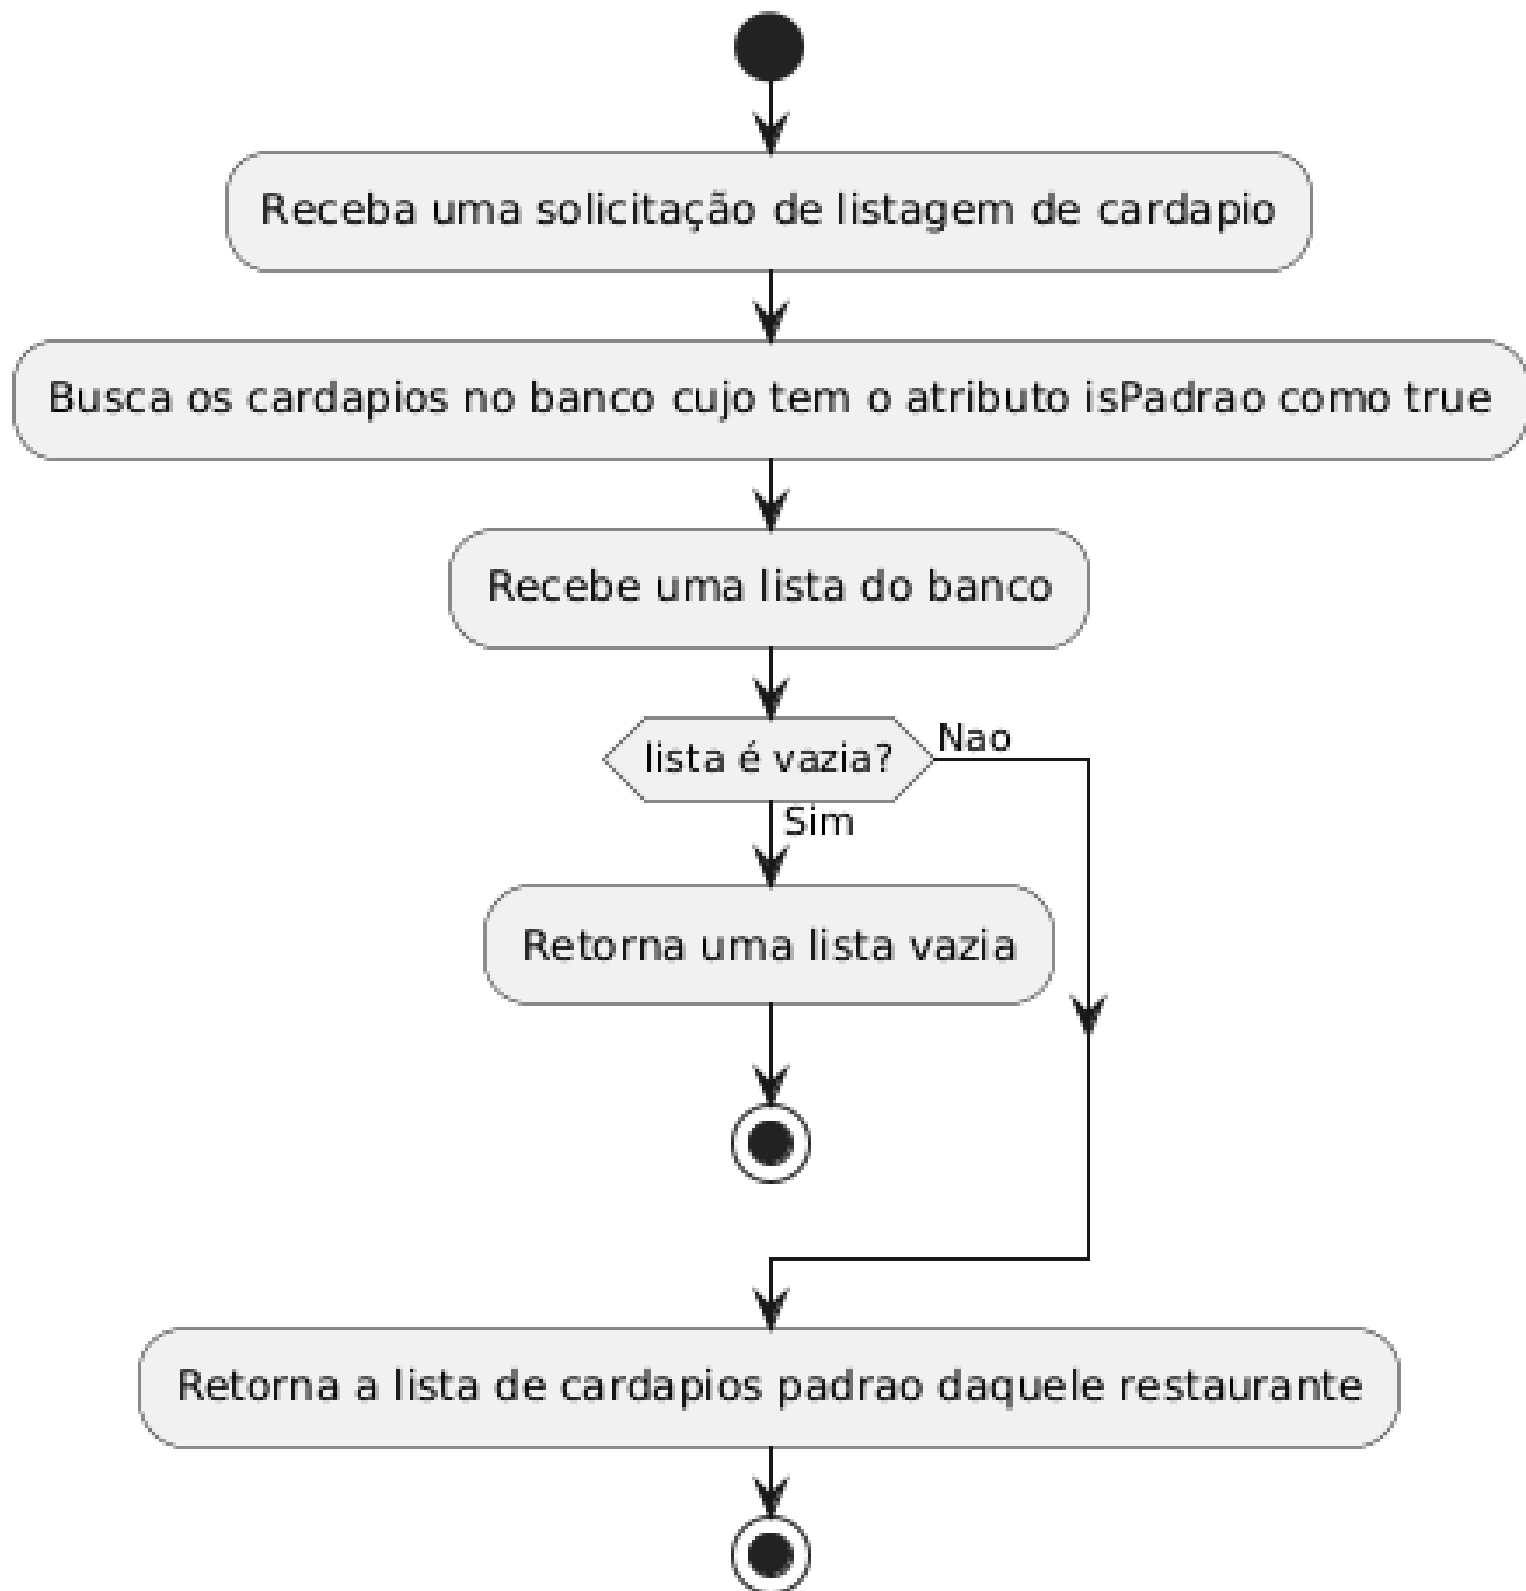 Receba uma solicitação de listagem de cardapio
Busca os cardapios no banco cujo tem o atributo isPadrao como true
Recebe uma lista do banco
lista é vazia?
Nao
Sim
Retorna uma lista vazia
Retorna a lista de cardapios padrao daquele restaurante